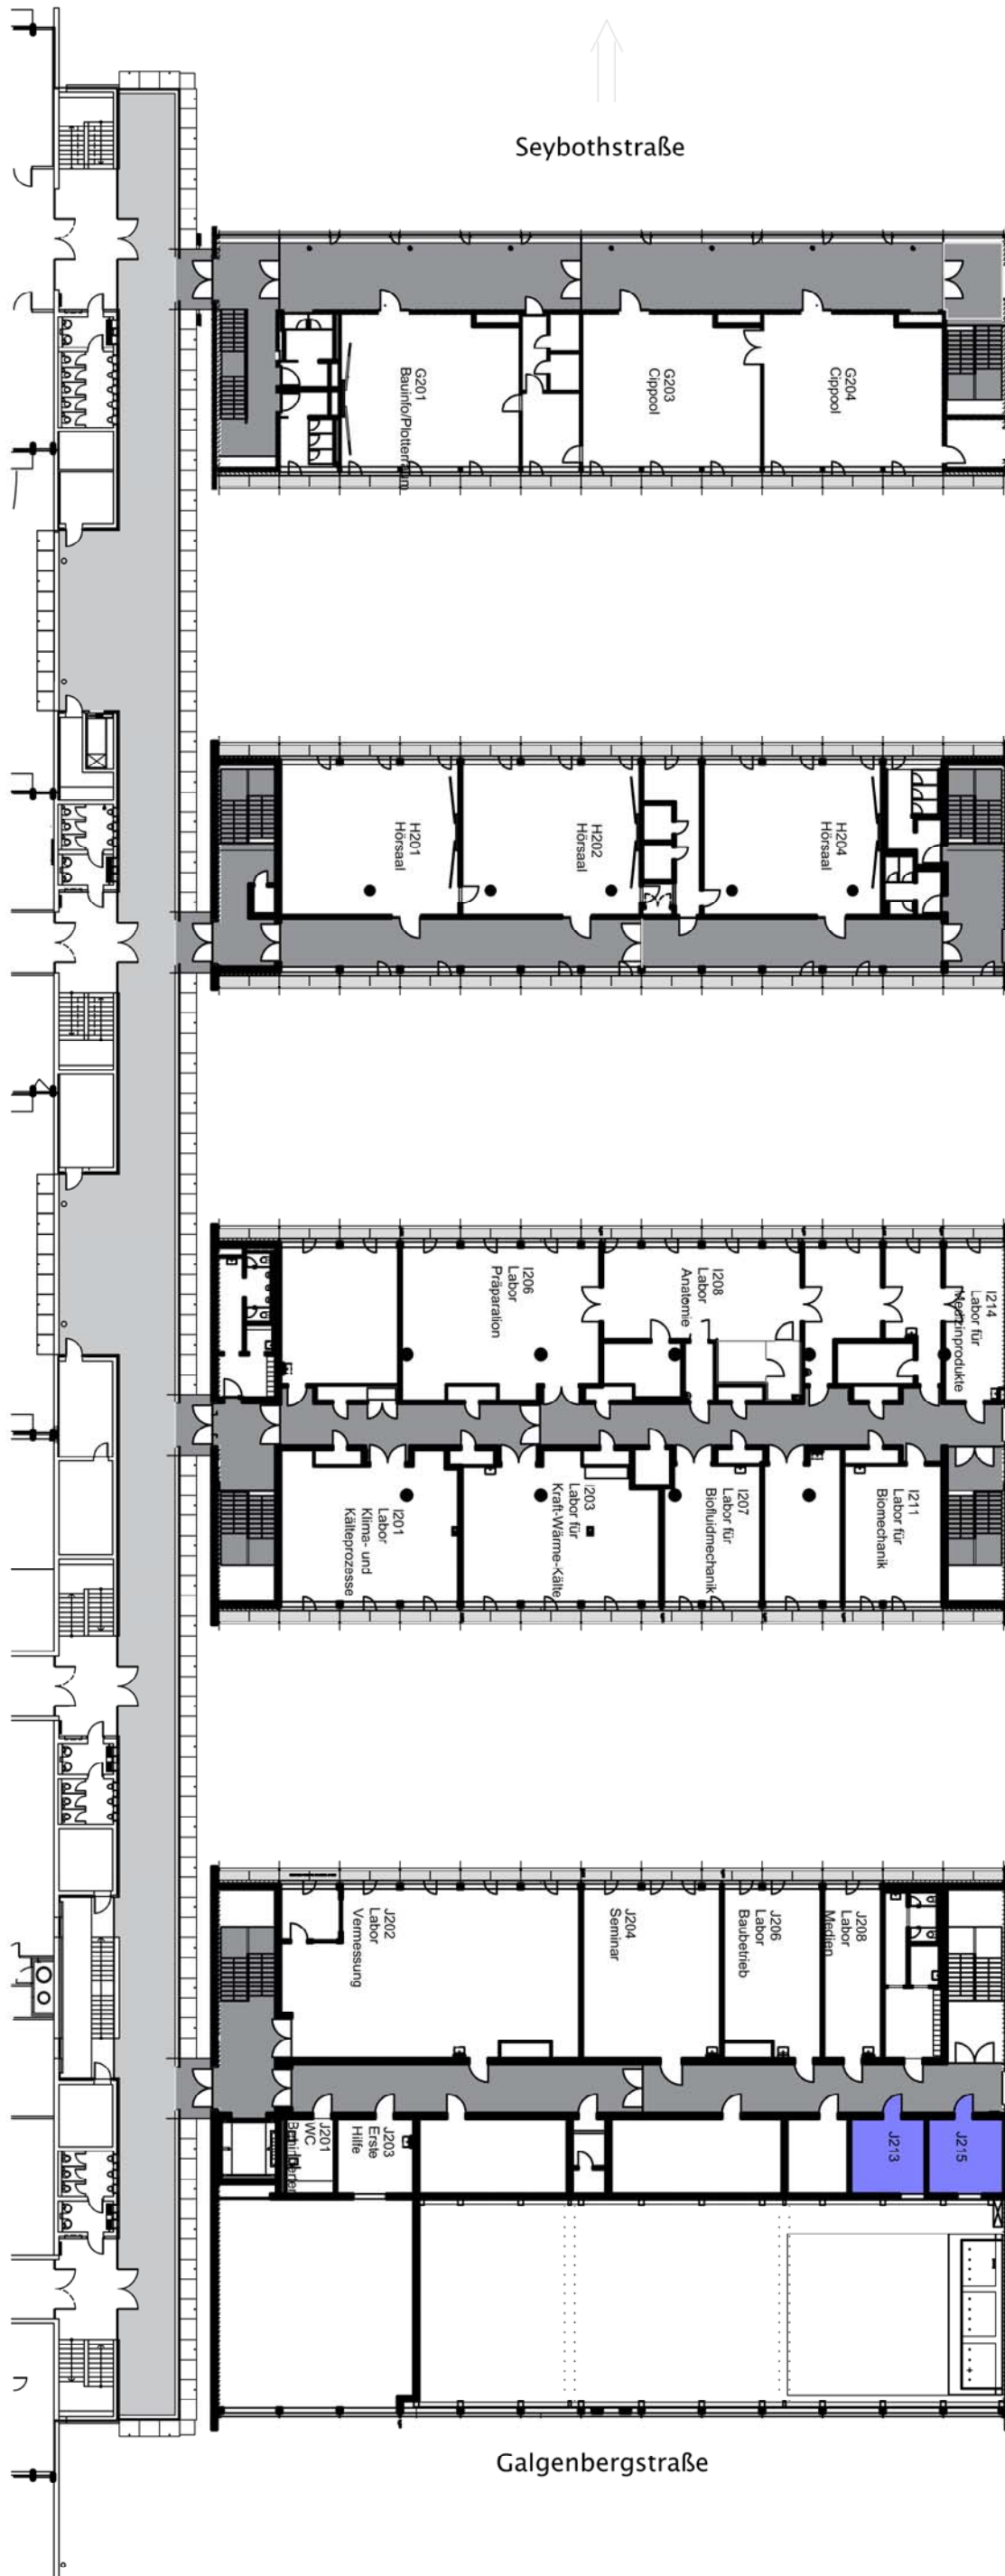 Seybothstraße
G201
Bauinfo/Plotterraum
G203
Cippool
G204
Cippool
H201
Hörsaal
H202
Hörsaal
H204
Hörsaal
I206
Labor
Präparation
I208
Labor
Anatomie
I214
Labor für
Medizinprodukte
I201
Labor
Klima- und
Kälteprozesse
I203
Labor für
Kraft-Wärme-Kälte
I207
Labor für
Biofluidmechanik
I211
Labor für
Biomechanik
J202
Labor
Vermessung
J204
Seminar
J206
Labor
Baubetrieb
J208
Labor
Medien
J201
WC
J203
Erste
Hilfe
J213
J215
Galgenbergstraße